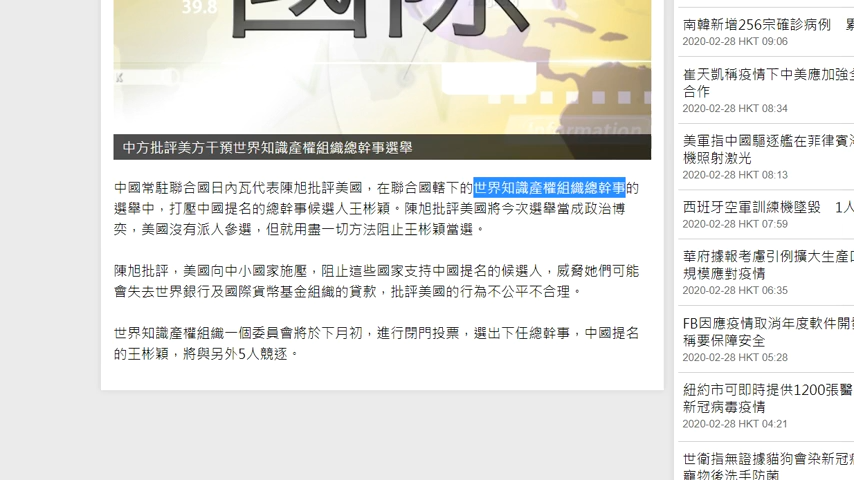 39.8
國際
Information
中方批評美方干預世界知識產權組織總幹事選舉
中國常駐聯合國日內瓦代表陳旭批評美國，在聯合國轄下的世界知識產權組織總幹事的
選舉中，打壓中國提名的總幹事候選人王彬穎。陳旭批評美國將今次選舉當成政治博
弈，美國沒有派人參選，但就用盡一切方法阻止王彬穎當選。
陳旭批評，美國向中小國家施壓，阻止這些國家支持中國提名的候選人，威脅她們可能
會失去世界銀行及國際貨幣基金組織的貸款，批評美國的行為不公平不合理。
世界知識產權組織一個委員會將於下月初，進行閉門投票，選出下任總幹事，中國提名
的王彬穎，將與另外5人競逐。
南韓新增256宗確診病例　累
2020-02-28 HKT 09:06
崔天凱稱疫情下中美應加強
合作
2020-02-28 HKT 08:34
美軍指中國驅逐艦在菲律賓
機照射激光
2020-02-28 HKT 08:13
西班牙空軍訓練機墜毀　1人
2020-02-28 HKT 07:59
華府據報考慮引例擴大生產
規模應對疫情
2020-02-28 HKT 06:35
FB因應疫情取消年度軟件開
稱要保障安全
2020-02-28 HKT 05:28
紐約市可即時提供1200張醫
新冠病毒疫情
2020-02-28 HKT 04:21
世衛指無證據貓狗會染新冠
寵物後洗手防菌